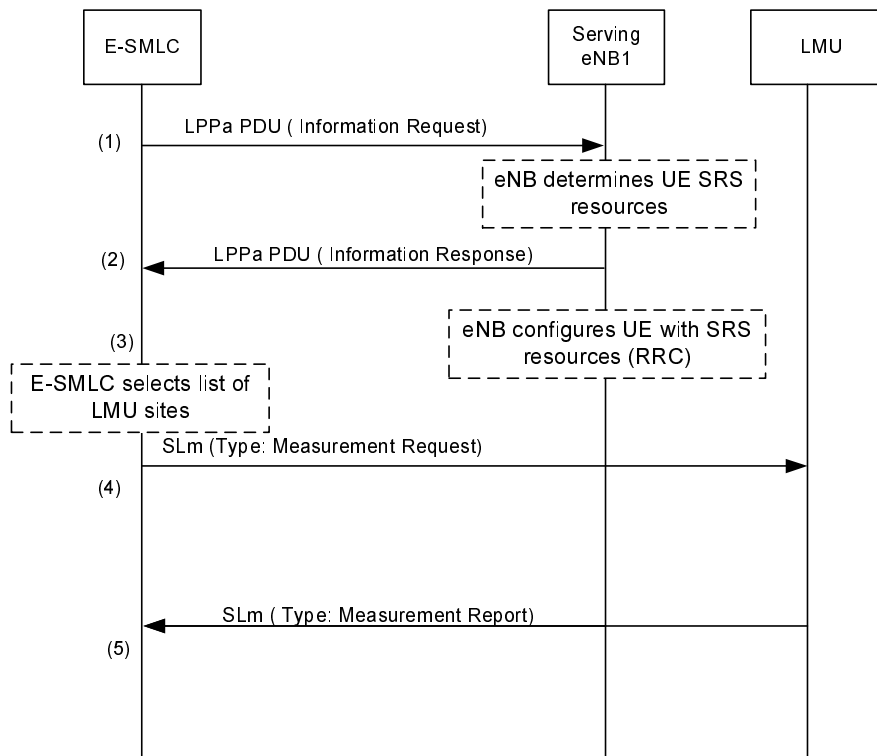 E-SMLC
Serving
eNB1
LMU
(1)
LPPa PDU ( Information Request)
eNB determines UE SRS
resources
(2)
LPPa PDU ( Information Response)
eNB configures UE with SRS
resources (RRC)
(3)
E-SMLC selects list of
LMU sites
SLm (Type: Measurement Request)
(4)
SLm ( Type: Measurement Report)
(5)